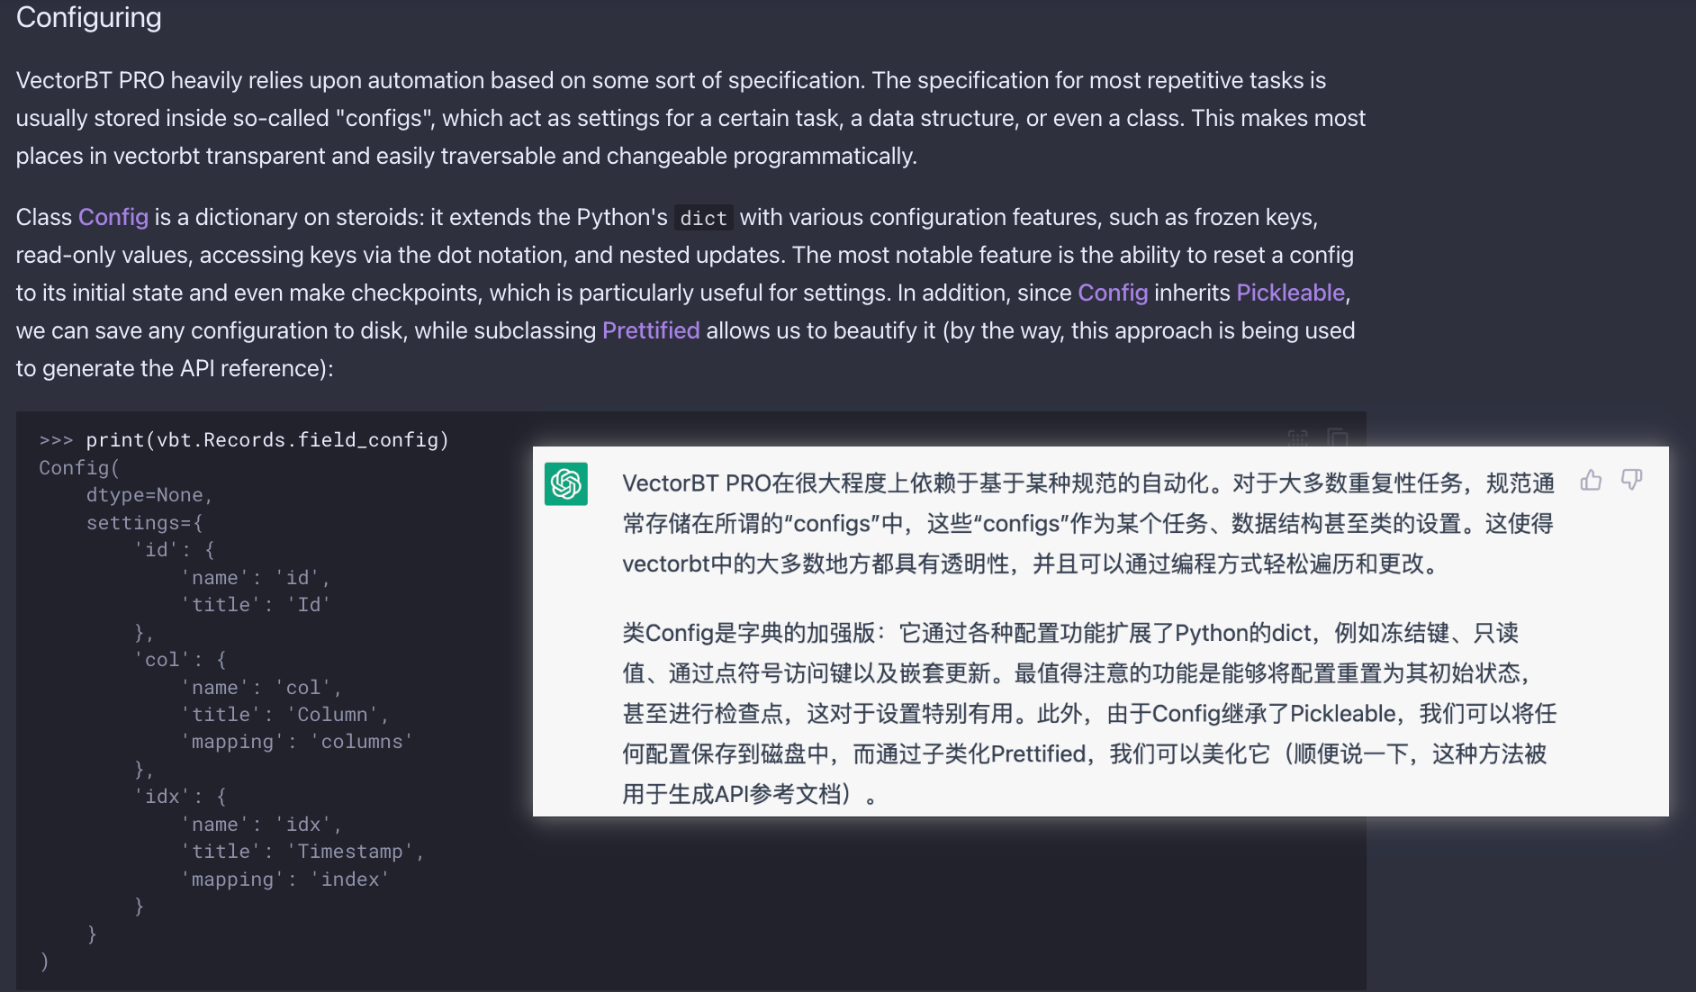 Configuring
VectorBT PRO heavily relies upon automation based on some sort of specification. The specification for most repetitive tasks is
usually stored inside so-called "configs", which act as settings for a certain task, a data structure, or even a class. This makes most
places in vectorbt transparent and easily traversable and changeable programmatically.
Class Config is a dictionary on steroids: it extends the Python's dict with various configuration features, such as frozen keys,
read-only values, accessing keys via the dot notation, and nested updates. The most notable feature is the ability to reset a config
to its initial state and even make checkpoints, which is particularly useful for settings. In addition, since Config inherits Pickleable,
we can save any configuration to disk, while subclassing Prettified allows us to beautify it (by the way, this approach is being used
to generate the API reference):
>>> print(vbt.Records.field_config)
Config(
    dtype=None,
    settings={
        'id': {
            'name': 'id',
            'title': 'Id'
        },
        'col': {
            'name': 'col',
            'title': 'Column',
            'mapping': 'columns'
        },
        'idx': {
            'name': 'idx',
            'title': 'Timestamp',
            'mapping': 'index'
        }
    }
)
VectorBT PRO在很大程度上依赖于基于某种规范的自动化。对于大多数重复性任务，规范通
常存储在所谓的“configs”中，这些“configs”作为某个任务、数据结构甚至类的设置。这使得
vectorbt中的大多数地方都具有透明性，并且可以通过编程方式轻松遍历和更改。
类Config是字典的加强版：它通过各种配置功能扩展了Python的dict，例如冻结键、只读
值、通过点符号访问键以及嵌套更新。最值得注意的功能是能够将配置重置为其初始状态，
甚至进行检查点，这对于设置特别有用。此外，由于Config继承了Pickleable，我们可以将任
何配置保存到磁盘中，而通过子类化Prettified，我们可以美化它（顺便说一下，这种方法被
用于生成API参考文档）。